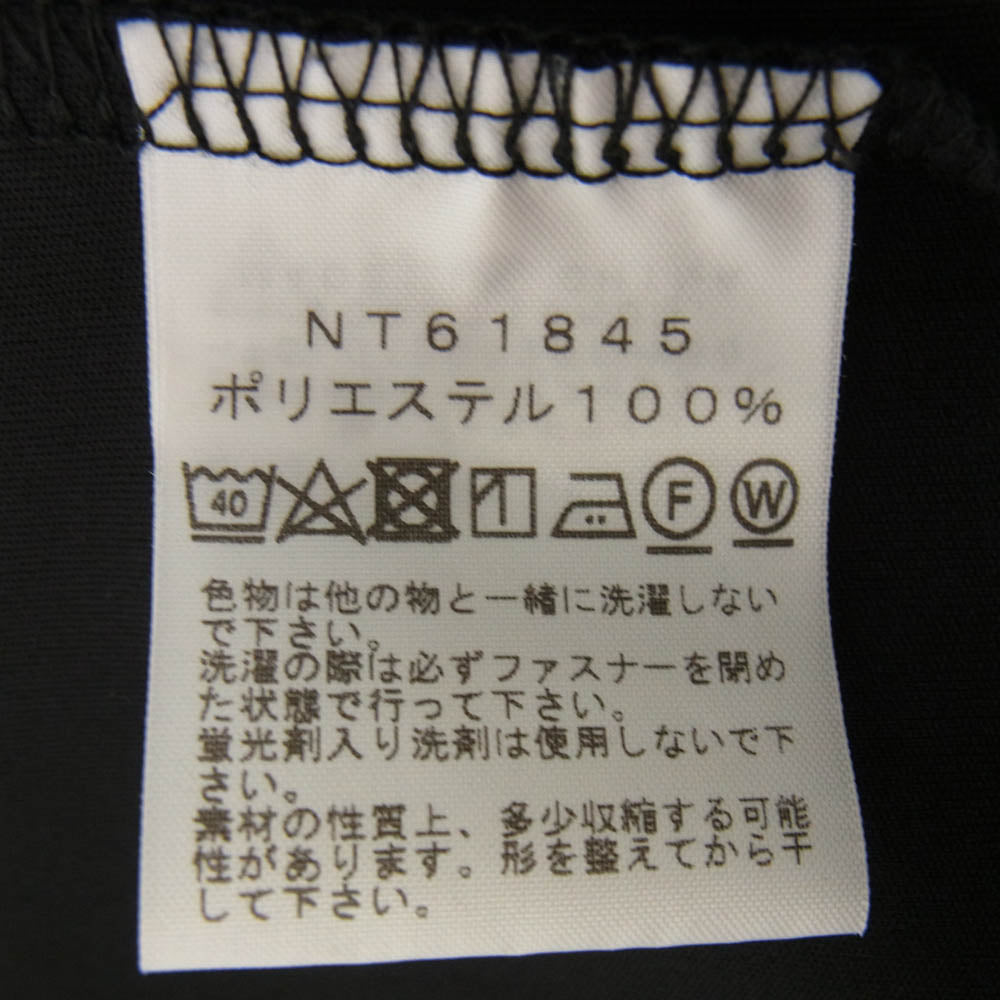 NT61845
ポリエステル100%
40 F W
色物は他の物と一緒に洗濯しない
で下さい。
洗濯の際は必ずファスナーを閉め
た状態で行って下さい。
蛍光剤入り洗剤は使用しないで下
さい。
素材の性質上、多少収縮する可能
性があります。形を整えてから干
して下さい。